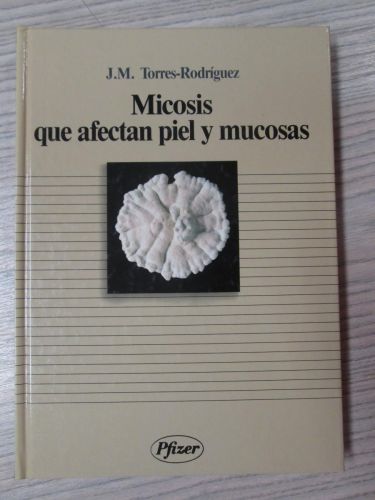 J.M. Torres-Rodríguez
Micosis
que afectan piel y mucosas
Pfizer